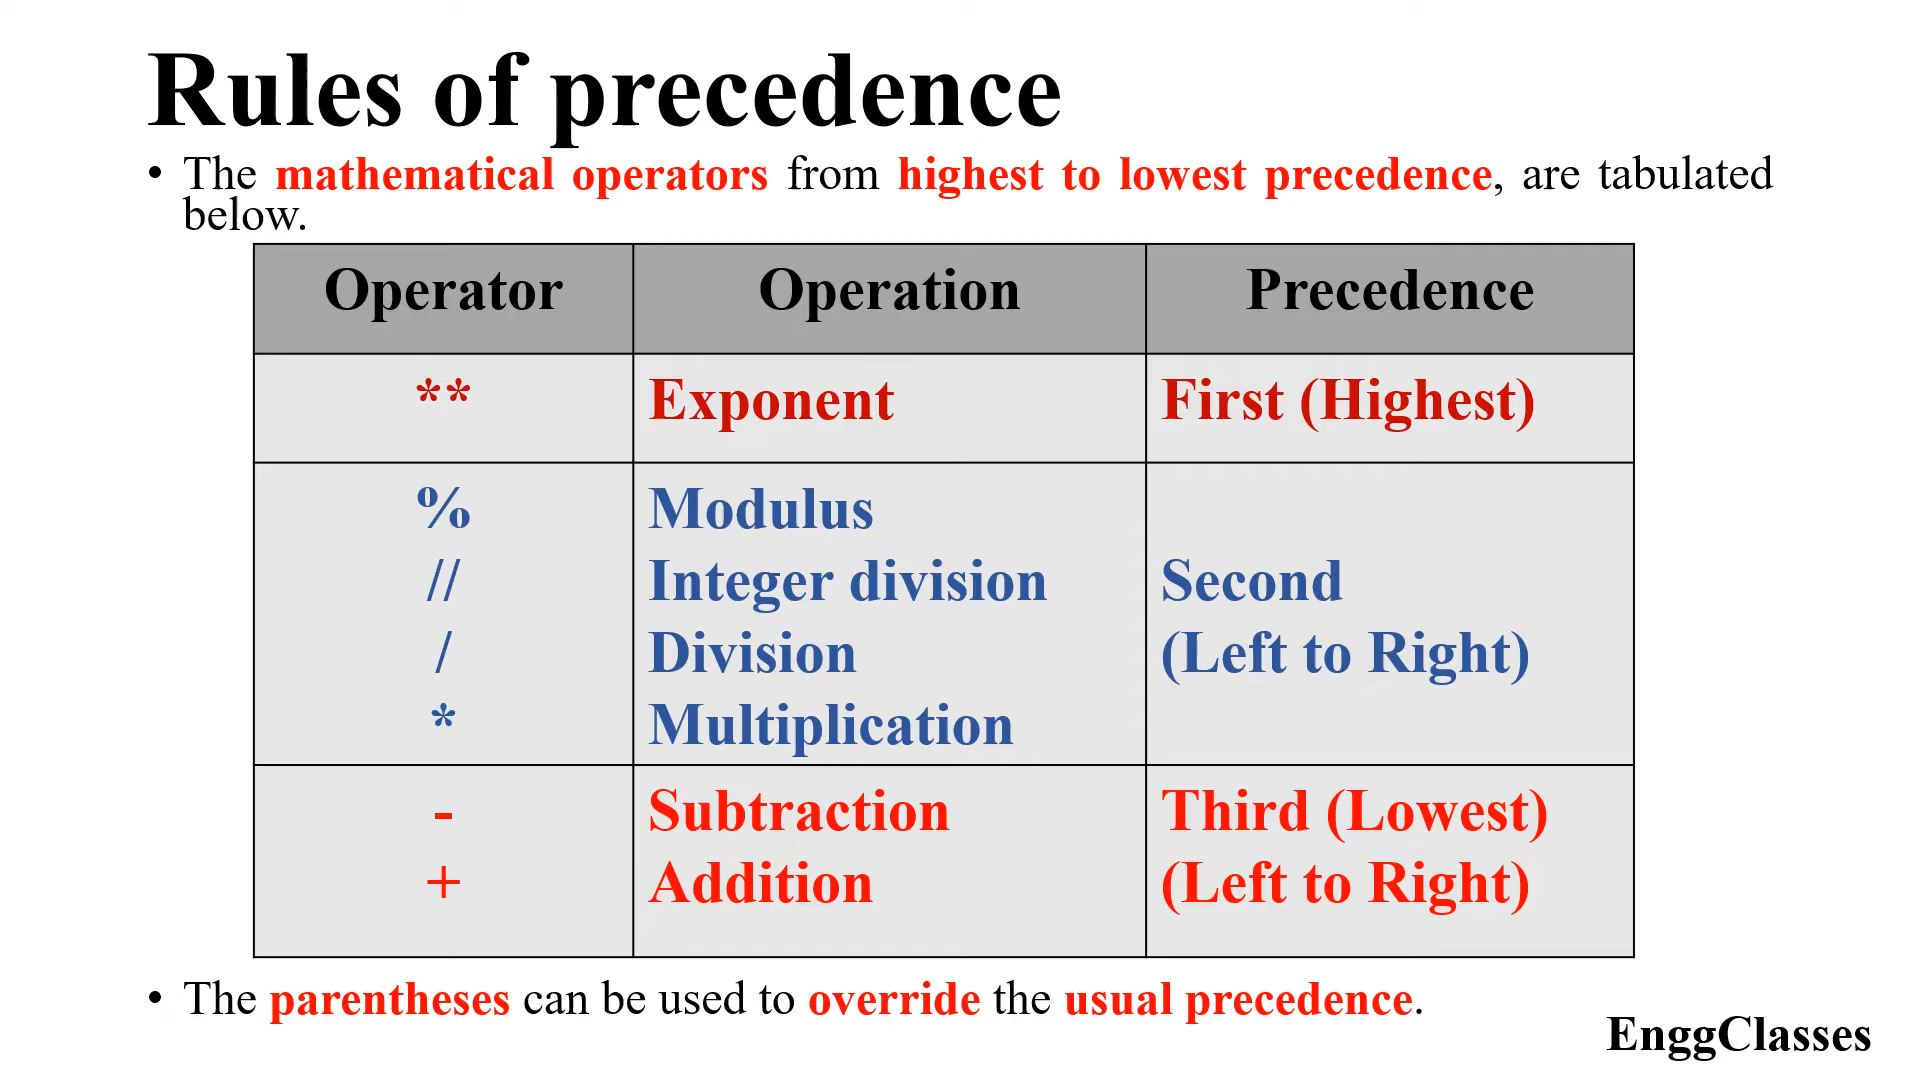 Rules of precedence
• The mathematical operators from highest to lowest precedence, are tabulated
below.
Operator Operation Precedence
** Exponent First (Highest)
% Modulus
// Integer division Second
/ Division (Left to Right)
* Multiplication
- Subtraction Third (Lowest)
+ Addition (Left to Right)
• The parentheses can be used to override the usual precedence.
EnggClasses